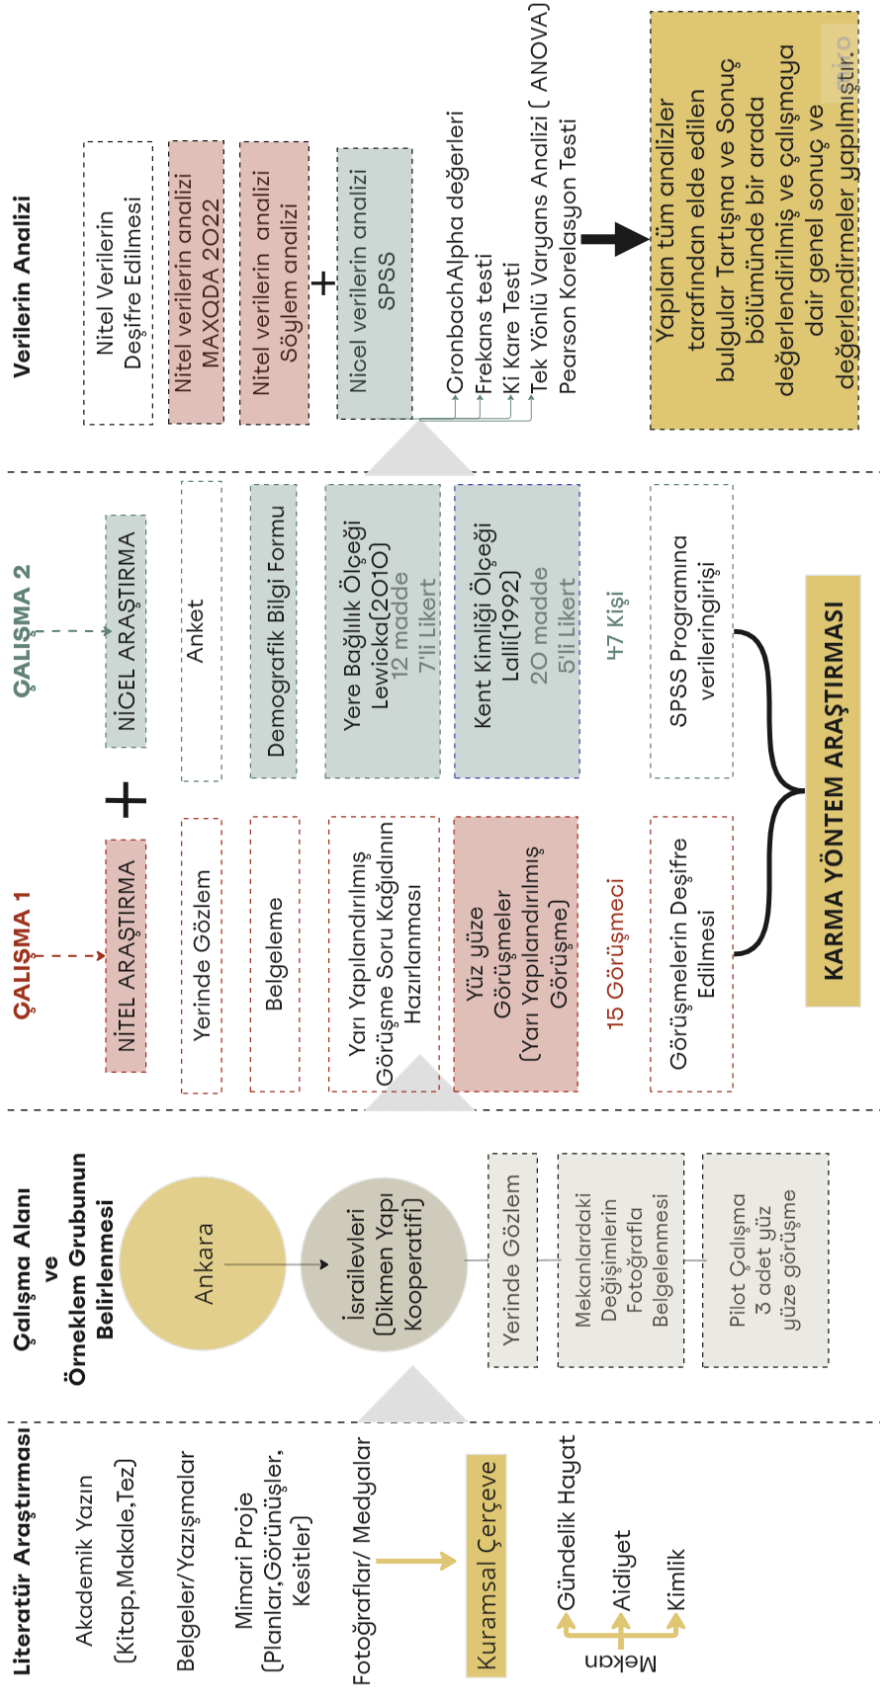 Literatür Araştırması
Akademik Yazın
(Kitap,Makale,Tez)
Belgeler/Yazışmalar
Mimari Proje
(Planlar,Görünüşler,
Kesitler)
Fotoğraflar/ Medyalar
Kuramsal Çerçeve
Mekan
Gündelik Hayat
Aidiyet
Kimlik
Çalışma Alanı
ve
Örneklem Grubunun
Belirlenmesi
Ankara
İsrailevleri
(Dikmen Yapı
Kooperatifi)
Yerinde Gözlem
Mekanlardaki
Değişimlerin
Fotoğrafla
Belgelenmesi
Pilot Çalışma
3 adet yüz
yüze görüşme
ÇALIŞMA 1
NİTEL ARAŞTIRMA
Yerinde Gözlem
Belgeleme
Yarı Yapılandırılmış
Görüşme Soru Kağıdının
Hazırlanması
Yüz yüze
Görüşmeler
(Yarı Yapılandırılmış
Görüşme)
15 Görüşmeci
Görüşmelerin Deşifre
Edilmesi
+
ÇALIŞMA 2
NİCEL ARAŞTIRMA
Anket
Demografik Bilgi Formu
Yere Bağlılık Ölçeği
Lewicka(2010)
12 madde
7'li Likert
Kent Kimliği Ölçeği
Lalli(1992)
20 madde
5'li Likert
47 Kişi
SPSS Programına
verileringirişi
KARMA YÖNTEM ARAŞTIRMASI
Verilerin Analizi
Nitel Verilerin
Deşifre Edilmesi
Nitel verilerin analizi
MAXQDA 2022
Nitel verilerin analizi
Söylem analizi
+
Nicel verilerin analizi
SPSS
CronbachAlpha değerleri
Frekans testi
Ki Kare Testi
Tek Yönlü Varyans Analizi ( ANOVA)
Pearson Korelasyon Testi
Yapılan tüm analizler
tarafından elde edilen
bulgular Tartışma ve Sonuç
bölümünde bir arada
değerlendirilmiş ve çalışmaya
dair genel sonuç ve
değerlendirmeler yapılmıştır.
miro